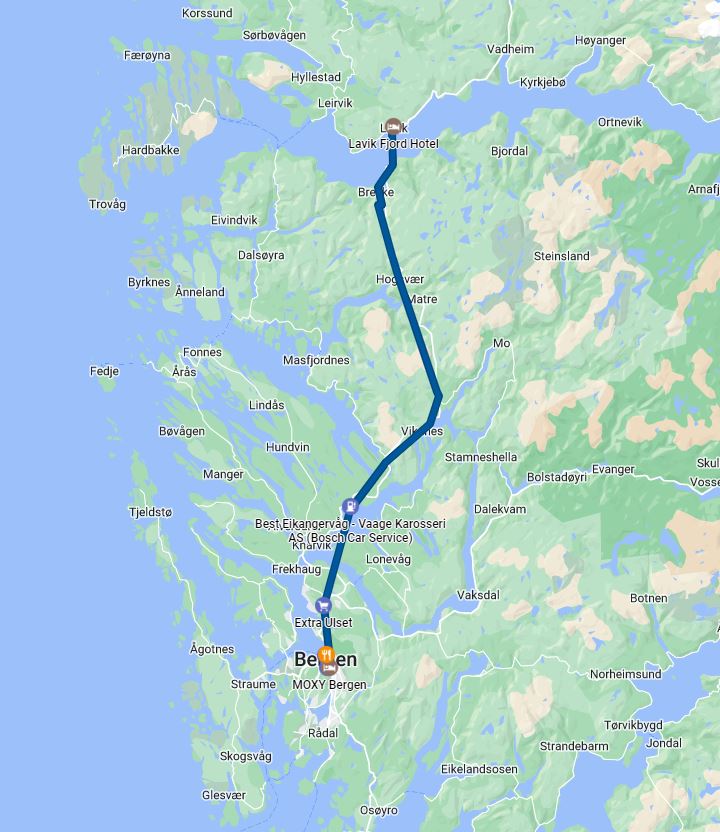 Korssund
Sørbøvågen
Færøyna
Vadheim
Høyanger
Hyllestad
Kyrkjebø
Leirvik
Ortnevik
Lavik Fjord Hotel
Hardbakke
Bjordal
Brekke
Arnafj
Trovåg
Eivindvik
Dalsøyra
Steinsland
Byrknes
Ånneland
Matre
Mo
Fonnes
Masfjordnes
Fedje
Årås
Lindås
Bøvågen
Hundvin
Stamneshella
Skul
Manger
Evanger
Bolstadøyri
Vosse
Tjeldstø
Dalekvam
Best Eikangervåg - Vaage Karosseri
AS (Bosch Car Service)
Knarvik
Lonevåg
Frekhaug
Vaksdal
Botnen
Extra Ulset
Ågotnes
Bergen
Norheimsund
Straume
MOXY Bergen
Tørvikbygd
Rådal
Jondal
Strandebarm
Skogsvåg
Eikelandsosen
Glesvær
Osøyro